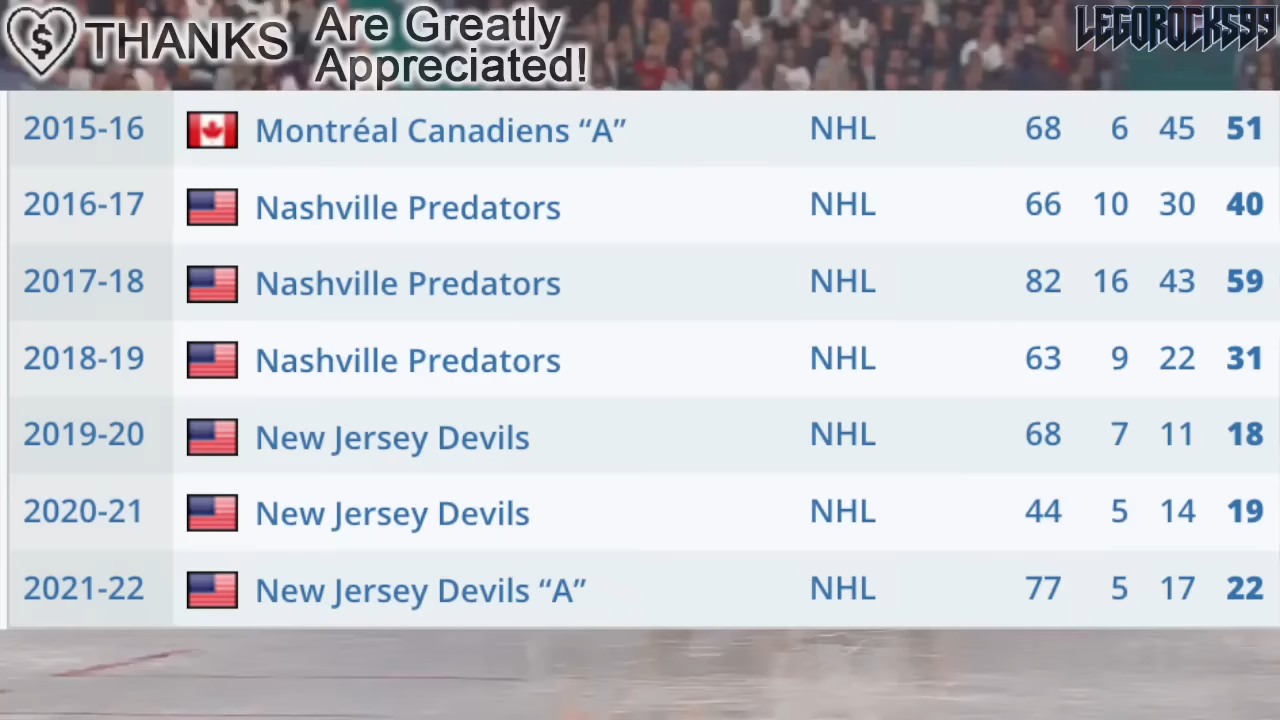 $ THANKS Are Greatly
Appreciated!
LEGOROCKS99
2015-16 Montréal Canadiens “A” NHL 68 6 45 51
2016-17 Nashville Predators NHL 66 10 30 40
2017-18 Nashville Predators NHL 82 16 43 59
2018-19 Nashville Predators NHL 63 9 22 31
2019-20 New Jersey Devils NHL 68 7 11 18
2020-21 New Jersey Devils NHL 44 5 14 19
2021-22 New Jersey Devils “A” NHL 77 5 17 22